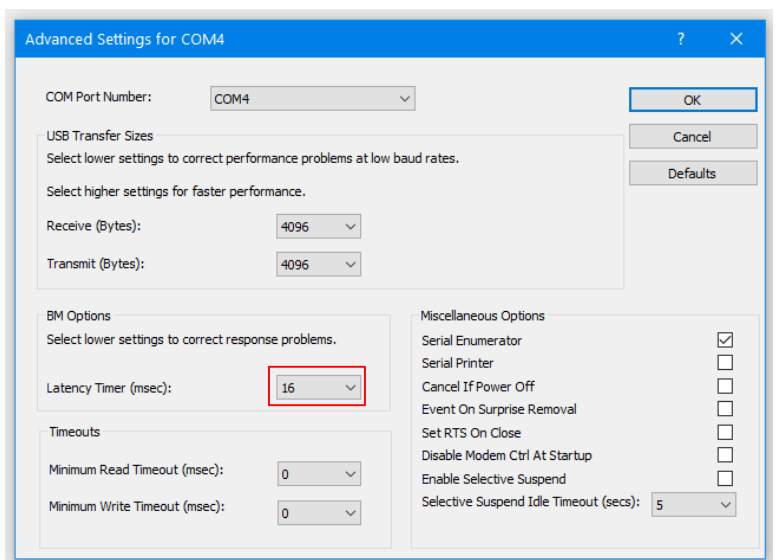 Advanced Settings for COM4 ?
COM Port Number: COM4
OK
Cancel
Defaults
USB Transfer Sizes
Select lower settings to correct performance problems at low baud rates.
Select higher settings for faster performance.
Receive (Bytes): 4096
Transmit (Bytes): 4096
BM Options
Select lower settings to correct response problems.
Latency Timer (msec): 16
Timeouts
Minimum Read Timeout (msec): 0
Minimum Write Timeout (msec): 0
Miscellaneous Options
Serial Enumerator
Serial Printer
Cancel If Power Off
Event On Surprise Removal
Set RTS On Close
Disable Modem Ctrl At Startup
Enable Selective Suspend
Selective Suspend Idle Timeout (secs): 5